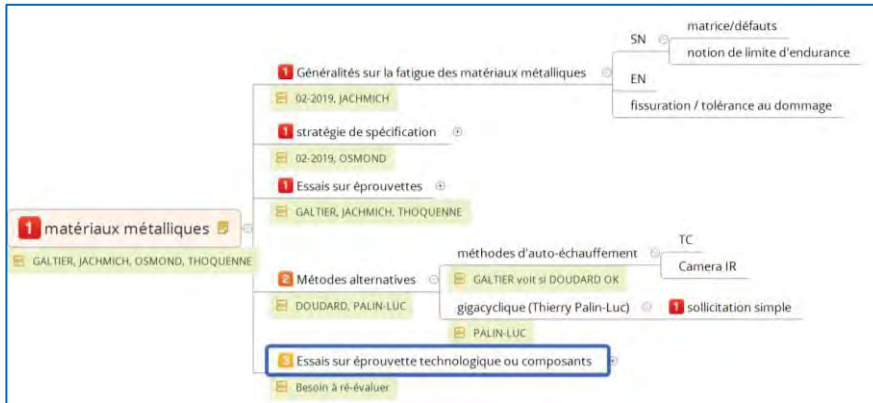 1 matériaux métalliques
GALTIER, JACHMICH, OSMOND, THOQUENNE
1 Généralités sur la fatigue des matériaux métalliques
02-2019, JACHMICH
SN
matrice/défauts
notion de limite d'endurance
EN
fissuration / tolérance au dommage
1 stratégie de spécification
02-2019, OSMOND
1 Essais sur éprouvettes
GALTIER, JACHMICH, THOQUENNE
2 Métodes alternatives
DOUDARD, PALIN-LUC
méthodes d'auto-échauffement
GALTIER voit si DOUDARD OK
TC
Camera IR
gigacyclique (Thierry Palin-Luc)
PALIN-LUC
1 sollicitation simple
3 Essais sur éprouvette technologique ou composants
Besoin à ré-évaluer